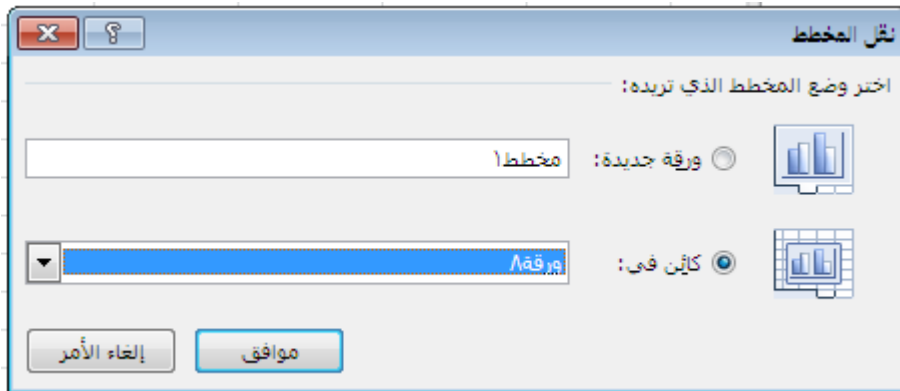 نقل المخطط
اختر وضع المخطط الذي تريده:
ورقة جديدة: مخطط١
كائن في: ورقة٨
موافق إلغاء الأمر